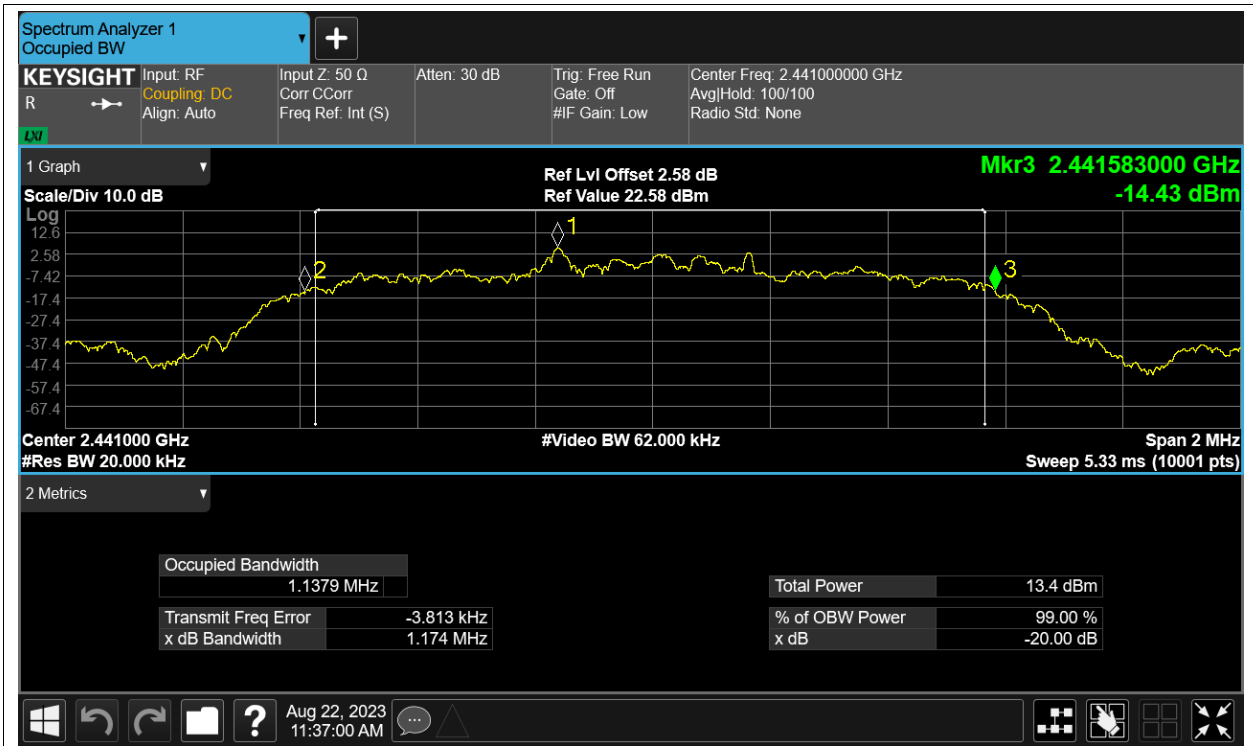 Spectrum Analyzer 1
Occupied BW
KEYSIGHT
R
LXI
Input: RF
Coupling: DC
Align: Auto
Input Z: 50 Ω
Corr CCorr
Freq Ref: Int (S)
Atten: 30 dB
Trig: Free Run
Gate: Off
#IF Gain: Low
Center Freq: 2.441000000 GHz
Avg|Hold: 100/100
Radio Std: None
1 Graph
Scale/Div 10.0 dB
Ref Lvl Offset 2.58 dB
Ref Value 22.58 dBm
Mkr3 2.441583000 GHz
-14.43 dBm
Log
12.6
2.58
-7.42
-17.4
-27.4
-37.4
-47.4
-57.4
-67.4
1
2
3
Center 2.441000 GHz
#Res BW 20.000 kHz
#Video BW 62.000 kHz
Span 2 MHz
Sweep 5.33 ms (10001 pts)
2 Metrics
Occupied Bandwidth
1.1379 MHz
Transmit Freq Error -3.813 kHz
x dB Bandwidth 1.174 MHz
Total Power 13.4 dBm
% of OBW Power 99.00 %
x dB -20.00 dB
?
Aug 22, 2023
11:37:00 AM